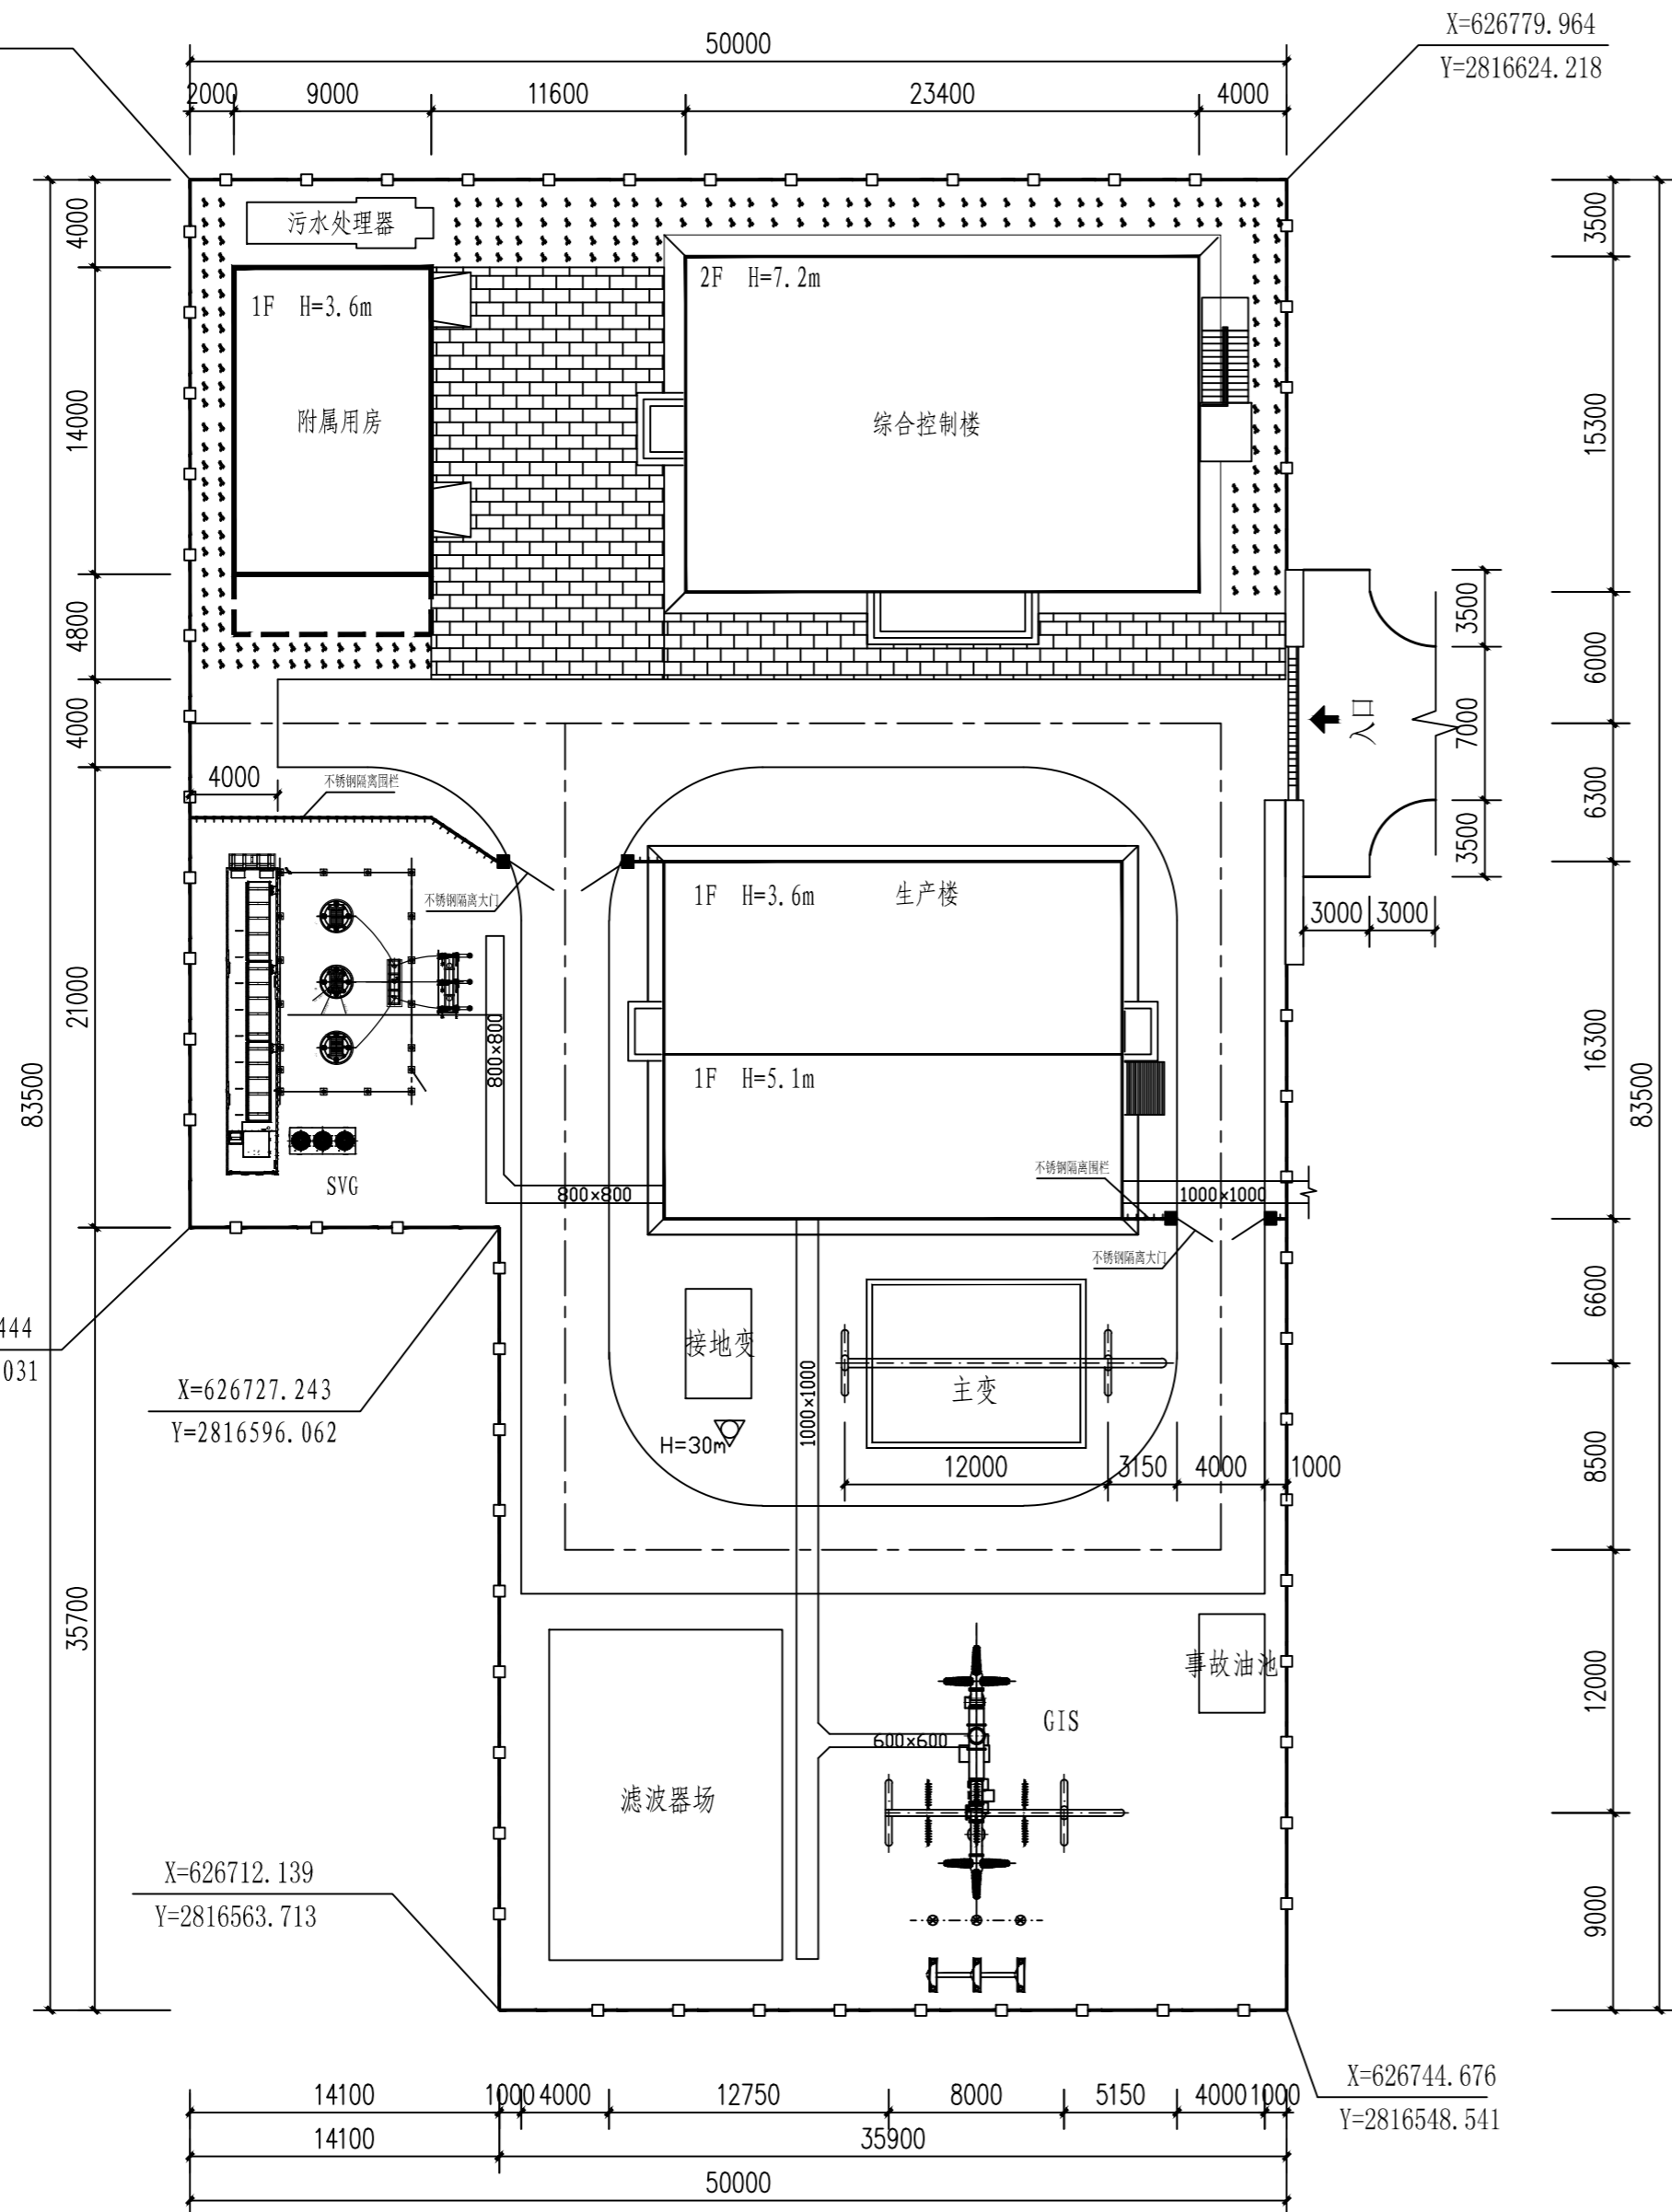 50000
X=626779.964
Y=2816624.218
2000
9000
11600
23400
4000
4000
14000
4800
4000
21000
83500
35700
污水处理器
1F H=3.6m
附属用房
2F H=7.2m
综合控制楼
3500
15300
6000
6300
16300
83500
6600
8500
12000
9000
3500
7000
3500
入口
3000
3000
4000
不锈钢隔离围栏
不锈钢隔离大门
1F H=3.6m
生产楼
1F H=5.1m
800×800
SVG
800×800
不锈钢隔离围栏
1000×1000
不锈钢隔离大门
444
031
X=626727.243
Y=2816596.062
接地变
H=30m
1000×1000
主变
12000
3150
4000
1000
事故油池
GIS
600×600
滤波器场
X=626712.139
Y=2816563.713
X=626744.676
Y=2816548.541
14100
1000
4000
12750
8000
5150
4000
1000
14100
35900
50000